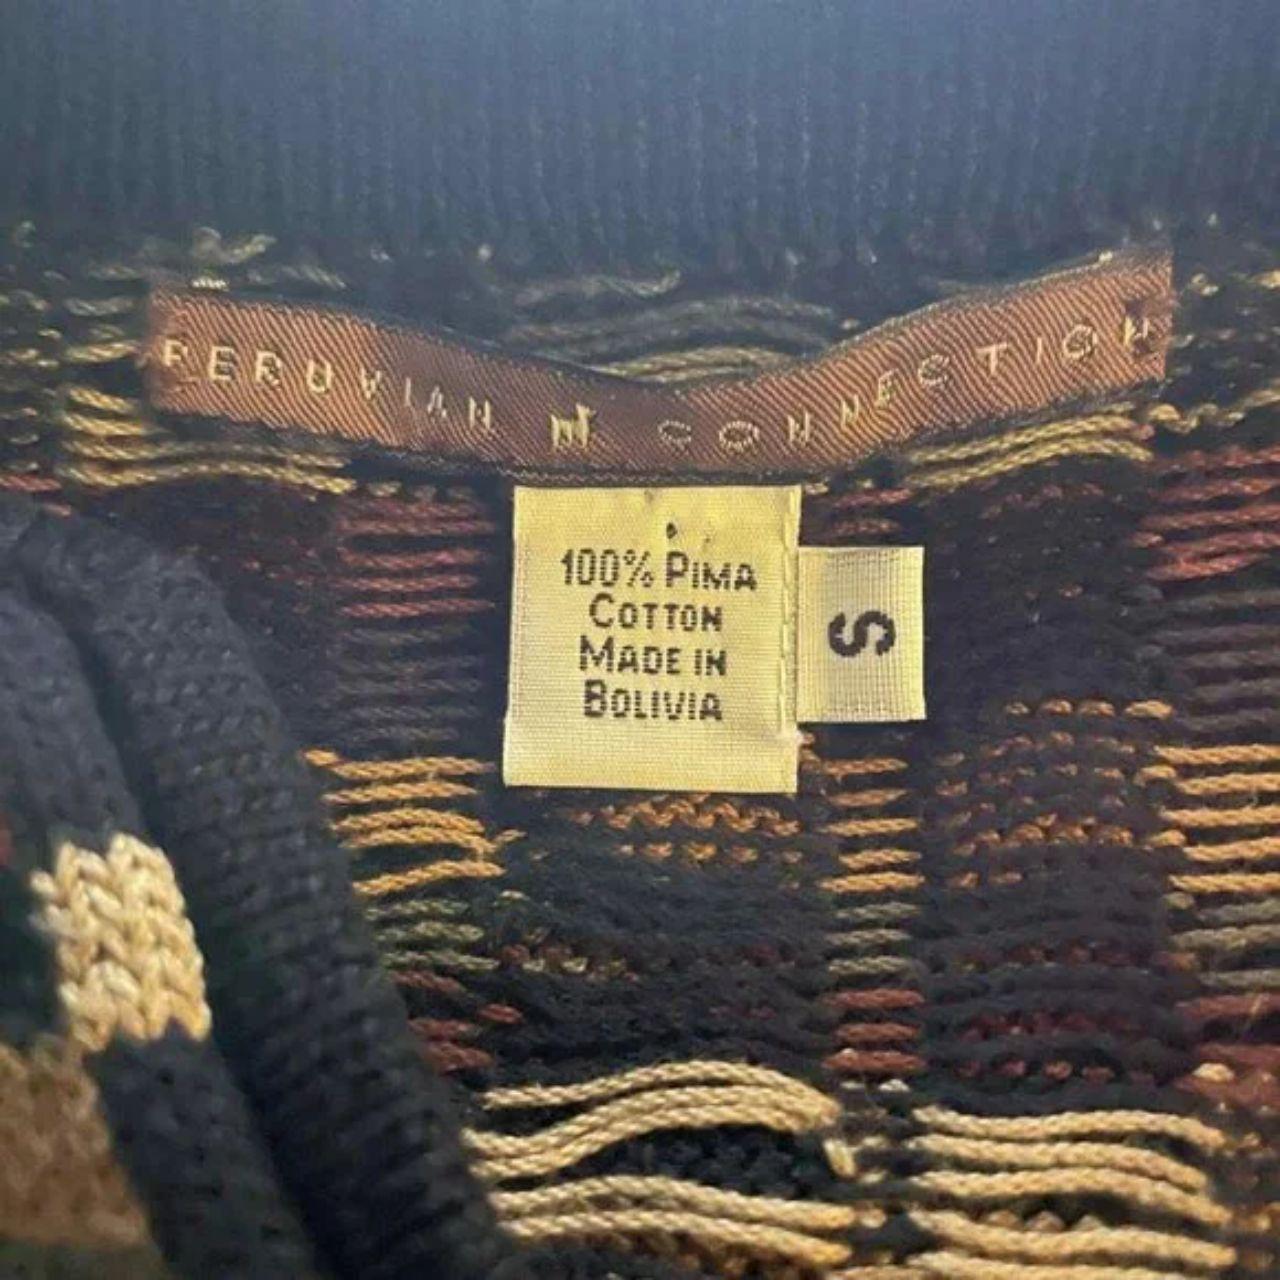 PERUVIAN CONNECTION
100% PIMA
COTTON
MADE IN
BOLIVIA
S